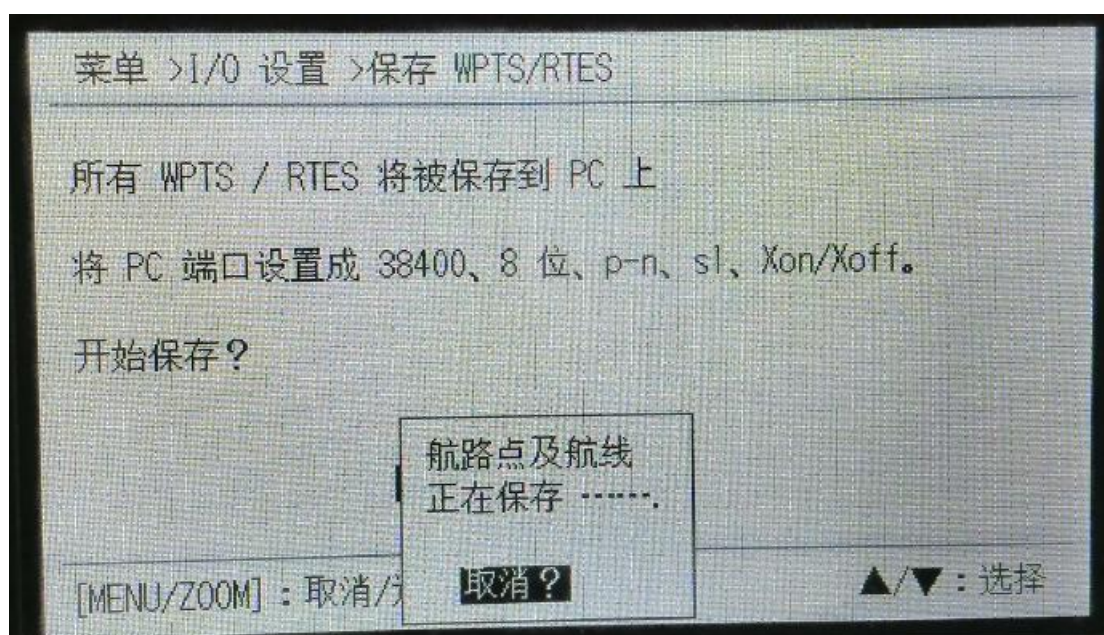 菜单 >I/O 设置 >保存 WPTS/RTES
所有 WPTS / RTES 将被保存到 PC 上
将 PC 端口设置成 38400、8 位、p-n、s1、Xon/Xoff。
开始保存？
航路点及航线
正在保存 …….
取消？
[MENU/ZOOM]：取消/
▲/▼：选择